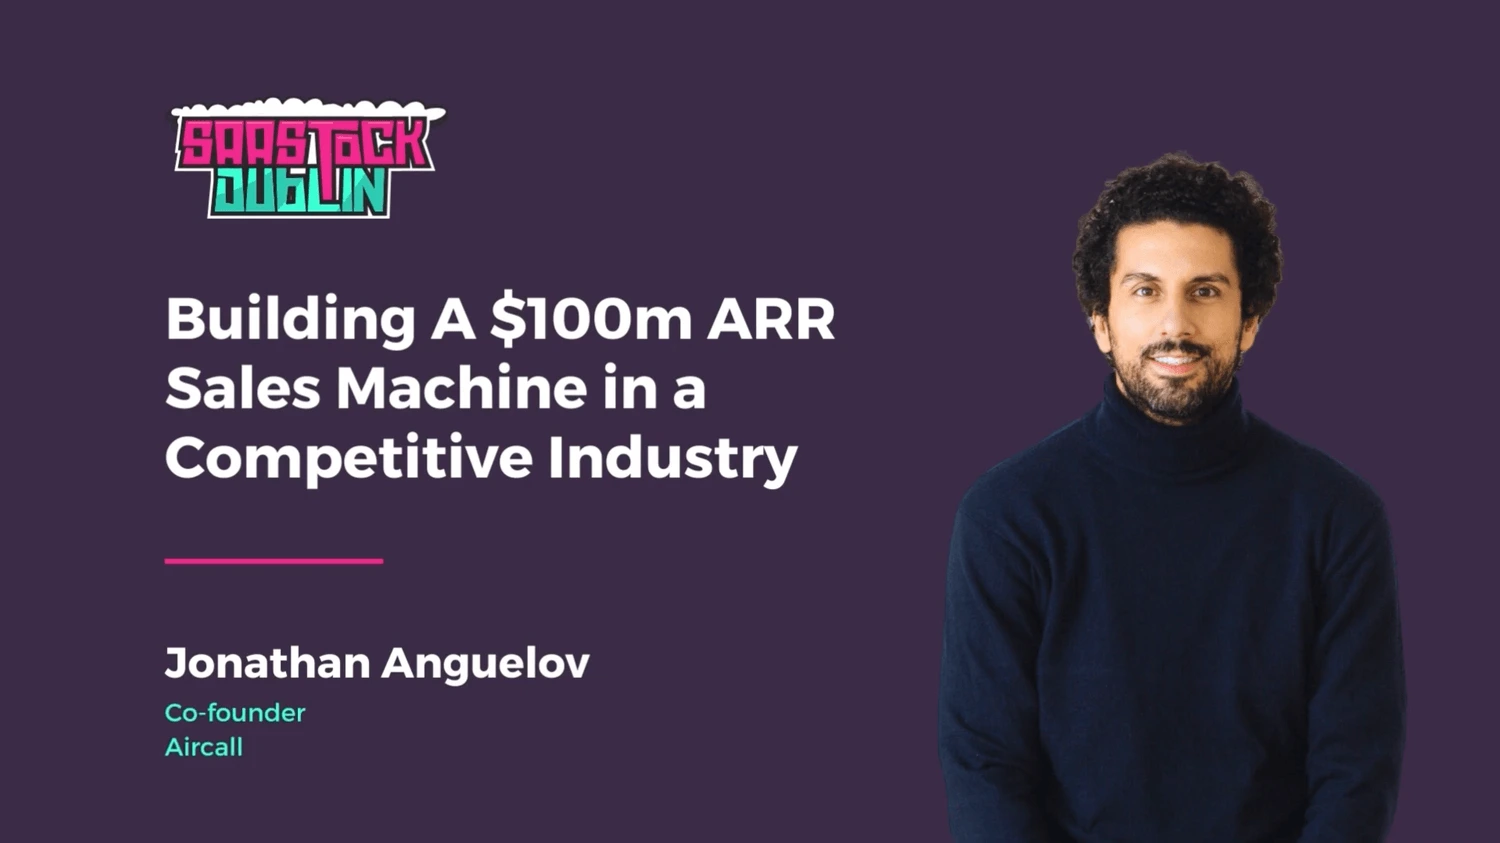 SAASTOCK
DUBLIN
Building A $100m ARR
Sales Machine in a
Competitive Industry
Jonathan Anguelov
Co-founder
Aircall